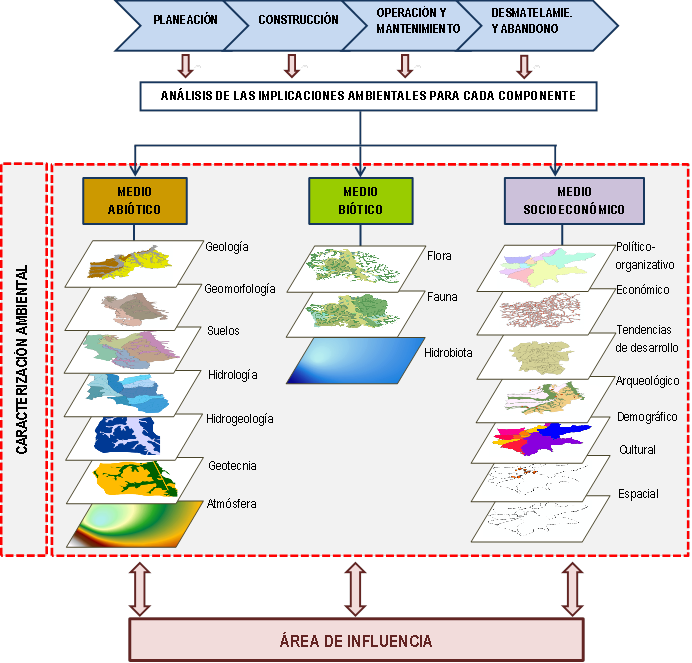 PLANEACIÓN
CONSTRUCCIÓN
OPERACIÓN Y
MANTENIMIENTO
DESMATELAMIE.
Y ABANDONO
ANÁLISIS DE LAS IMPLICACIONES AMBIENTALES PARA CADA COMPONENTE
CARACTERIZACIÓN AMBIENTAL
MEDIO
ABIÓTICO
Geología
Geomorfología
Suelos
Hidrología
Hidrogeología
Geotecnia
Atmósfera
MEDIO
BIÓTICO
Flora
Fauna
Hidrobiota
MEDIO
SOCIOECONÓMICO
Político-
organizativo
Económico
Tendencias
de desarrollo
Arqueológico
Demográfico
Cultural
Espacial
ÁREA DE INFLUENCIA